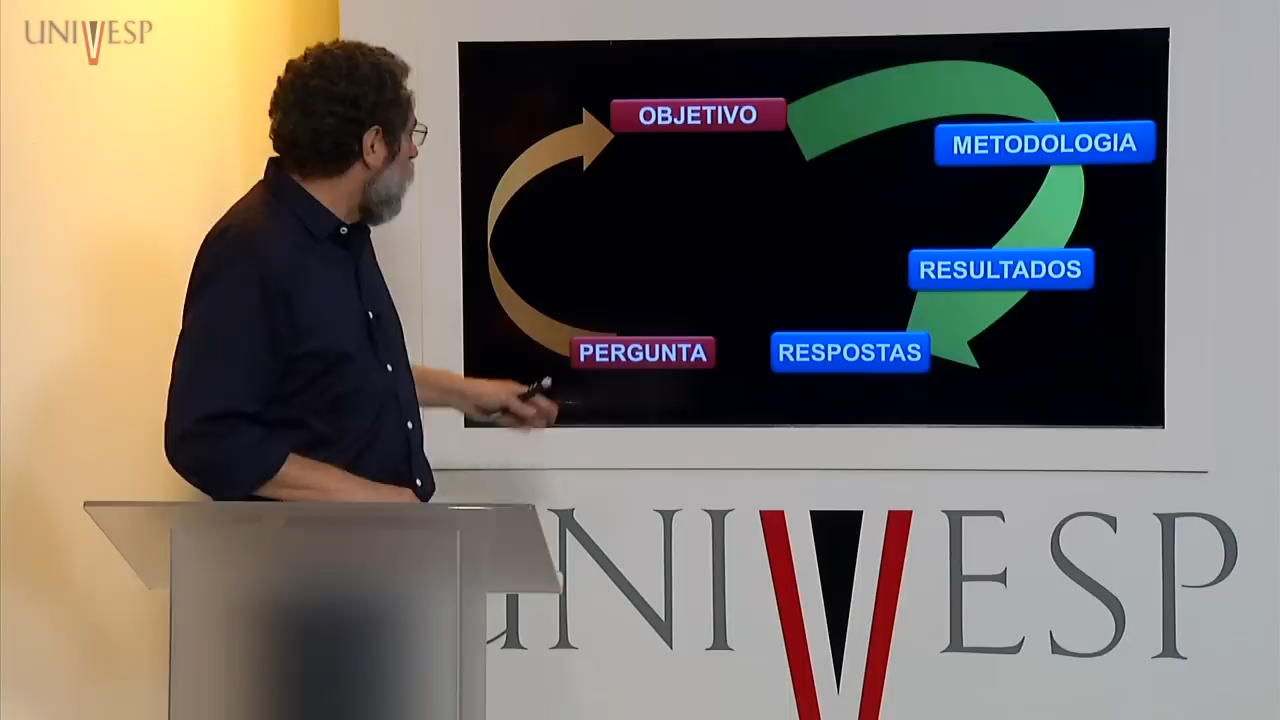 UNIVESP
OBJETIVO
METODOLOGIA
RESULTADOS
PERGUNTA
RESPOSTAS
UNIVESP